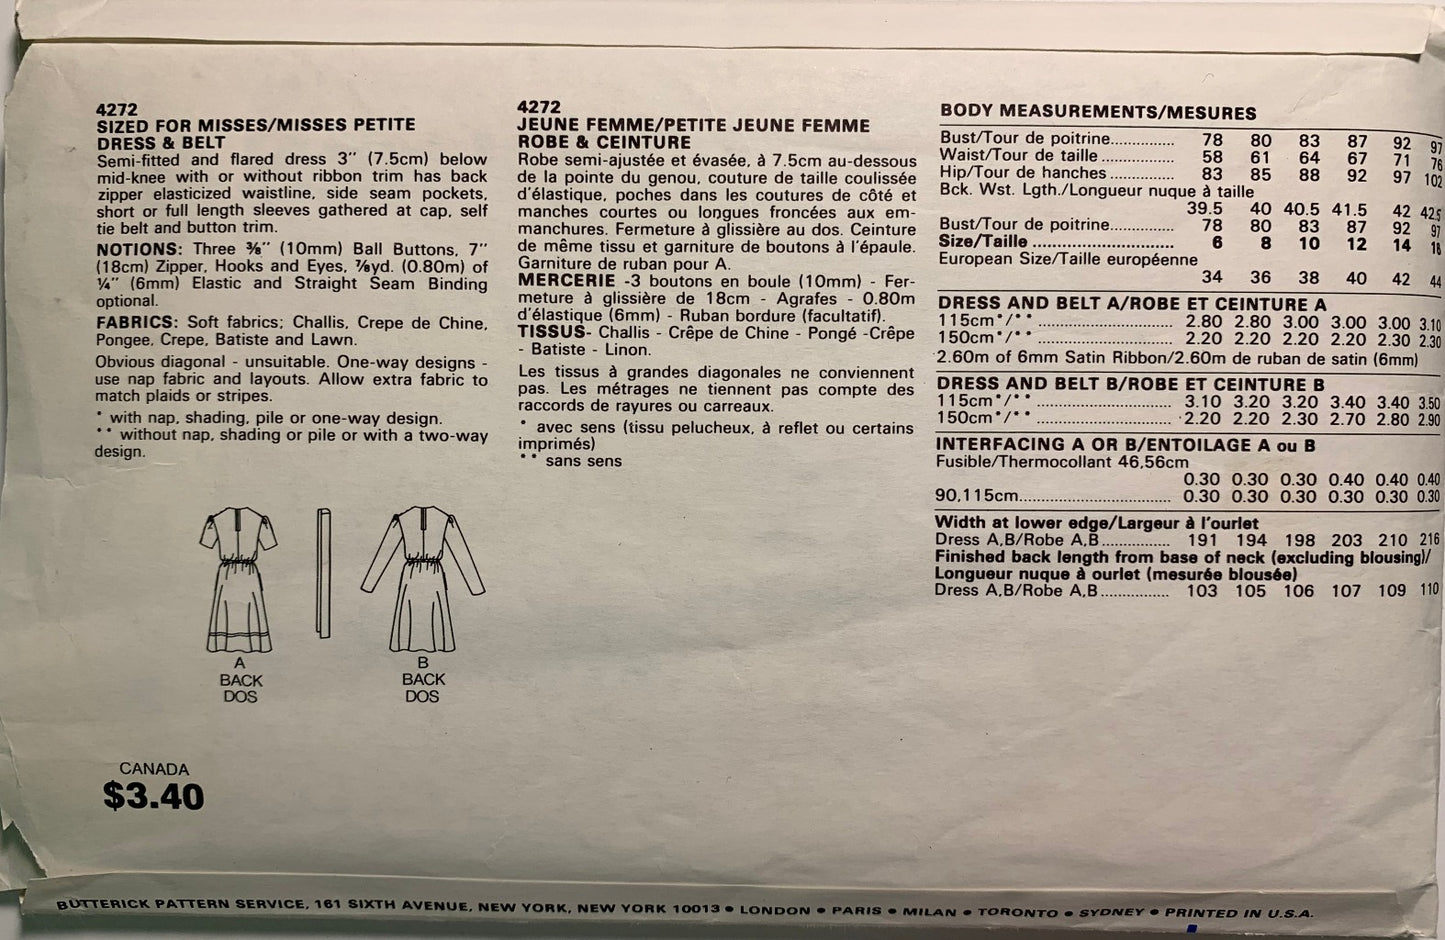 4272
SIZED FOR MISSES/MISSES PETITE
DRESS & BELT
Semi-fitted and flared dress 3" (7.5cm) below
mid-knee with or without ribbon trim has back
zipper elasticized waistline, side seam pockets,
short or full length sleeves gathered at cap, self
tie belt and button trim.
NOTIONS: Three ⅜" (10mm) Ball Buttons, 7"
(18cm) Zipper, Hooks and Eyes, ⅞yd. (0.80m) of
¼" (6mm) Elastic and Straight Seam Binding
optional.
FABRICS: Soft fabrics; Challis, Crepe de Chine,
Pongee, Crepe, Batiste and Lawn.
Obvious diagonal - unsuitable. One-way designs -
use nap fabric and layouts. Allow extra fabric to
match plaids or stripes.
* with nap, shading, pile or one-way design.
** without nap, shading or pile or with a two-way
design.
A
BACK
DOS
B
BACK
DOS
CANADA
$3.40
4272
JEUNE FEMME/PETITE JEUNE FEMME
ROBE & CEINTURE
Robe semi-ajustée et évasée, à 7.5cm au-dessous
de la pointe du genou, couture de taille coulissée
d'élastique, poches dans les coutures de côté et
manches courtes ou longues froncées aux em-
manchures. Fermeture à glissière au dos. Ceinture
de même tissu et garniture de boutons à l'épaule.
Garniture de ruban pour A.
MERCERIE -3 boutons en boule (10mm) - Fer-
meture à glissière de 18cm - Agrafes - 0.80m
d'élastique (6mm) - Ruban bordure (facultatif).
TISSUS- Challis - Crêpe de Chine - Pongé -Crêpe
- Batiste - Linon.
Les tissus à grandes diagonales ne conviennent
pas. Les métrages ne tiennent pas compte des
raccords de rayures ou carreaux.
* avec sens (tissu pelucheux, à reflet ou certains
imprimés)
** sans sens
BODY MEASUREMENTS/MESURES
Bust/Tour de poitrine............... 78 80 83 87 92 97
Waist/Tour de taille ................ 58 61 64 67 71 76
Hip/Tour de hanches .............. 83 85 88 92 97 102
Bck. Wst. Lgth./Longueur nuque à taille
39.5 40 40.5 41.5 42 42.5
Bust/Tour de poitrine............... 78 80 83 87 92 97
Size/Taille ............................ 6 8 10 12 14 16
European Size/Taille européenne
34 36 38 40 42 44
DRESS AND BELT A/ROBE ET CEINTURE A
115cm*/** ............................. 2.80 2.80 3.00 3.00 3.00 3.10
150cm*/** ............................. 2.20 2.20 2.20 2.20 2.30 2.30
2.60m of 6mm Satin Ribbon/2.60m de ruban de satin (6mm)
DRESS AND BELT B/ROBE ET CEINTURE B
115cm*/** ............................. 3.10 3.20 3.20 3.40 3.40 3.50
150cm*/** ............................. 2.20 2.20 2.30 2.70 2.80 2.90
INTERFACING A OR B/ENTOILAGE A ou B
Fusible/Thermocollant 46,56cm
0.30 0.30 0.30 0.40 0.40 0.40
90,115cm................................. 0.30 0.30 0.30 0.30 0.30 0.30
Width at lower edge/Largeur à l'ourlet
Dress A,B/Robe A,B............... 191 194 198 203 210 216
Finished back length from base of neck (excluding blousing)/
Longueur nuque à ourlet (mesurée blousée)
Dress A,B/Robe A,B............... 103 105 106 107 109 110
BUTTERICK PATTERN SERVICE, 161 SIXTH AVENUE, NEW YORK, NEW YORK 10013 • LONDON • PARIS • MILAN • TORONTO • SYDNEY • PRINTED IN U.S.A.